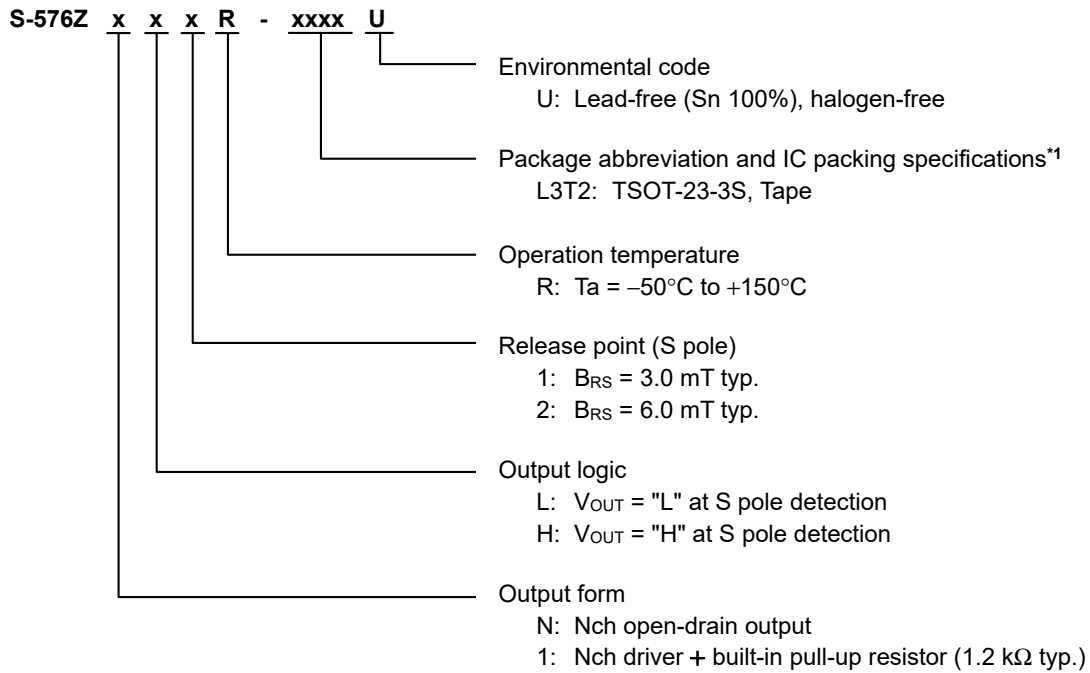 S-576Z x x x R - xxxx U
Environmental code
U: Lead-free (Sn 100%), halogen-free
Package abbreviation and IC packing specifications*1
L3T2: TSOT-23-3S, Tape
Operation temperature
R: Ta = −50°C to +150°C
Release point (S pole)
1: BRS = 3.0 mT typ.
2: BRS = 6.0 mT typ.
Output logic
L: VOUT = "L" at S pole detection
H: VOUT = "H" at S pole detection
Output form
N: Nch open-drain output
1: Nch driver + built-in pull-up resistor (1.2 kΩ typ.)